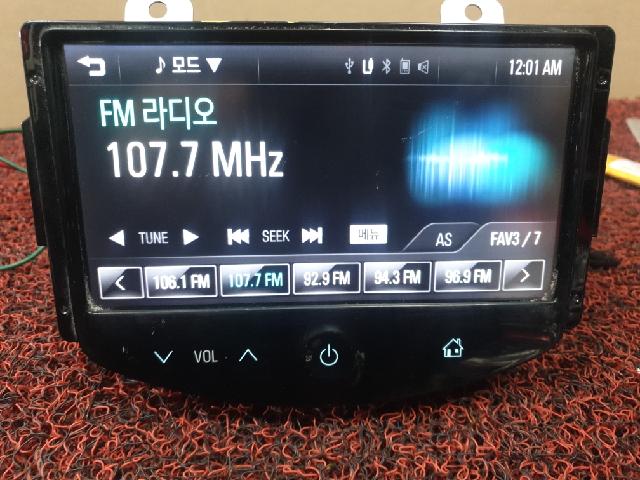 모드 12:01 AM
FM 라디오
107.7 MHz
TUNE SEEK 메뉴 AS FAV3 / 7
106.1 FM 107.7 FM 92.9 FM 94.3 FM 96.9 FM
VOL